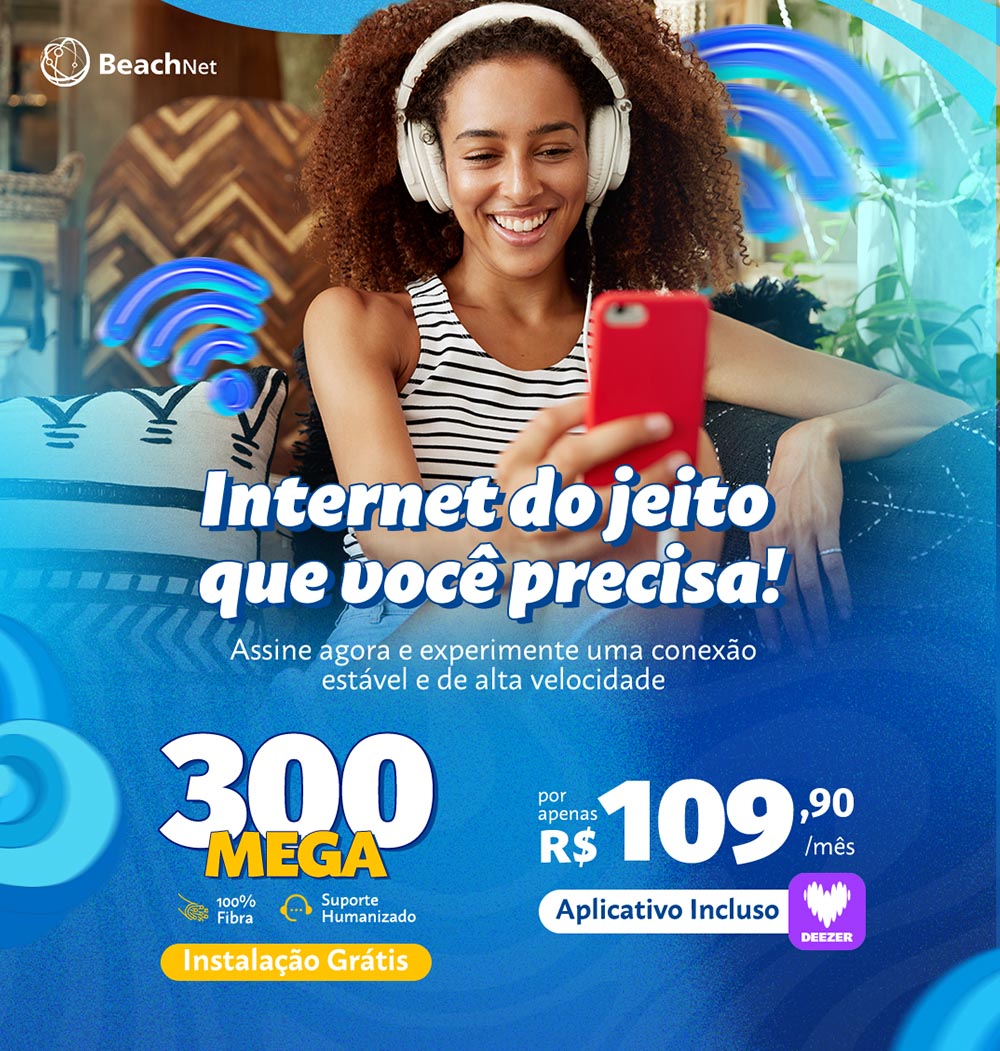 BeachNet
Internet do jeito
que você precisa!
Assine agora e experimente uma conexão
estável e de alta velocidade
300
MEGA
100%
Fibra
Suporte
Humanizado
Instalação Grátis
por
apenas
R$ 109,90
/mês
Aplicativo Incluso
DEEZER